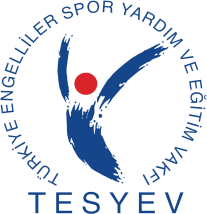 TÜRKİYE ENGELLİLER SPOR YARDIM VE EĞİTİM VAKFI
TESYEV